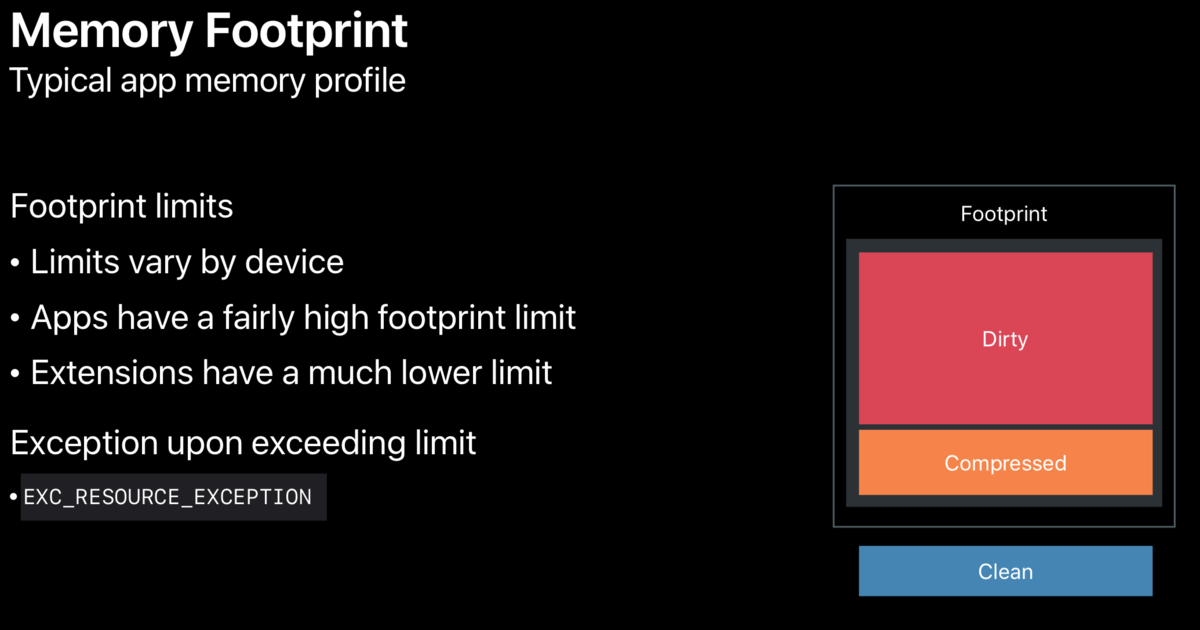 Memory Footprint
Typical app memory profile
Footprint limits
• Limits vary by device
• Apps have a fairly high footprint limit
• Extensions have a much lower limit
Exception upon exceeding limit
• EXC_RESOURCE_EXCEPTION
Footprint
Dirty
Compressed
Clean